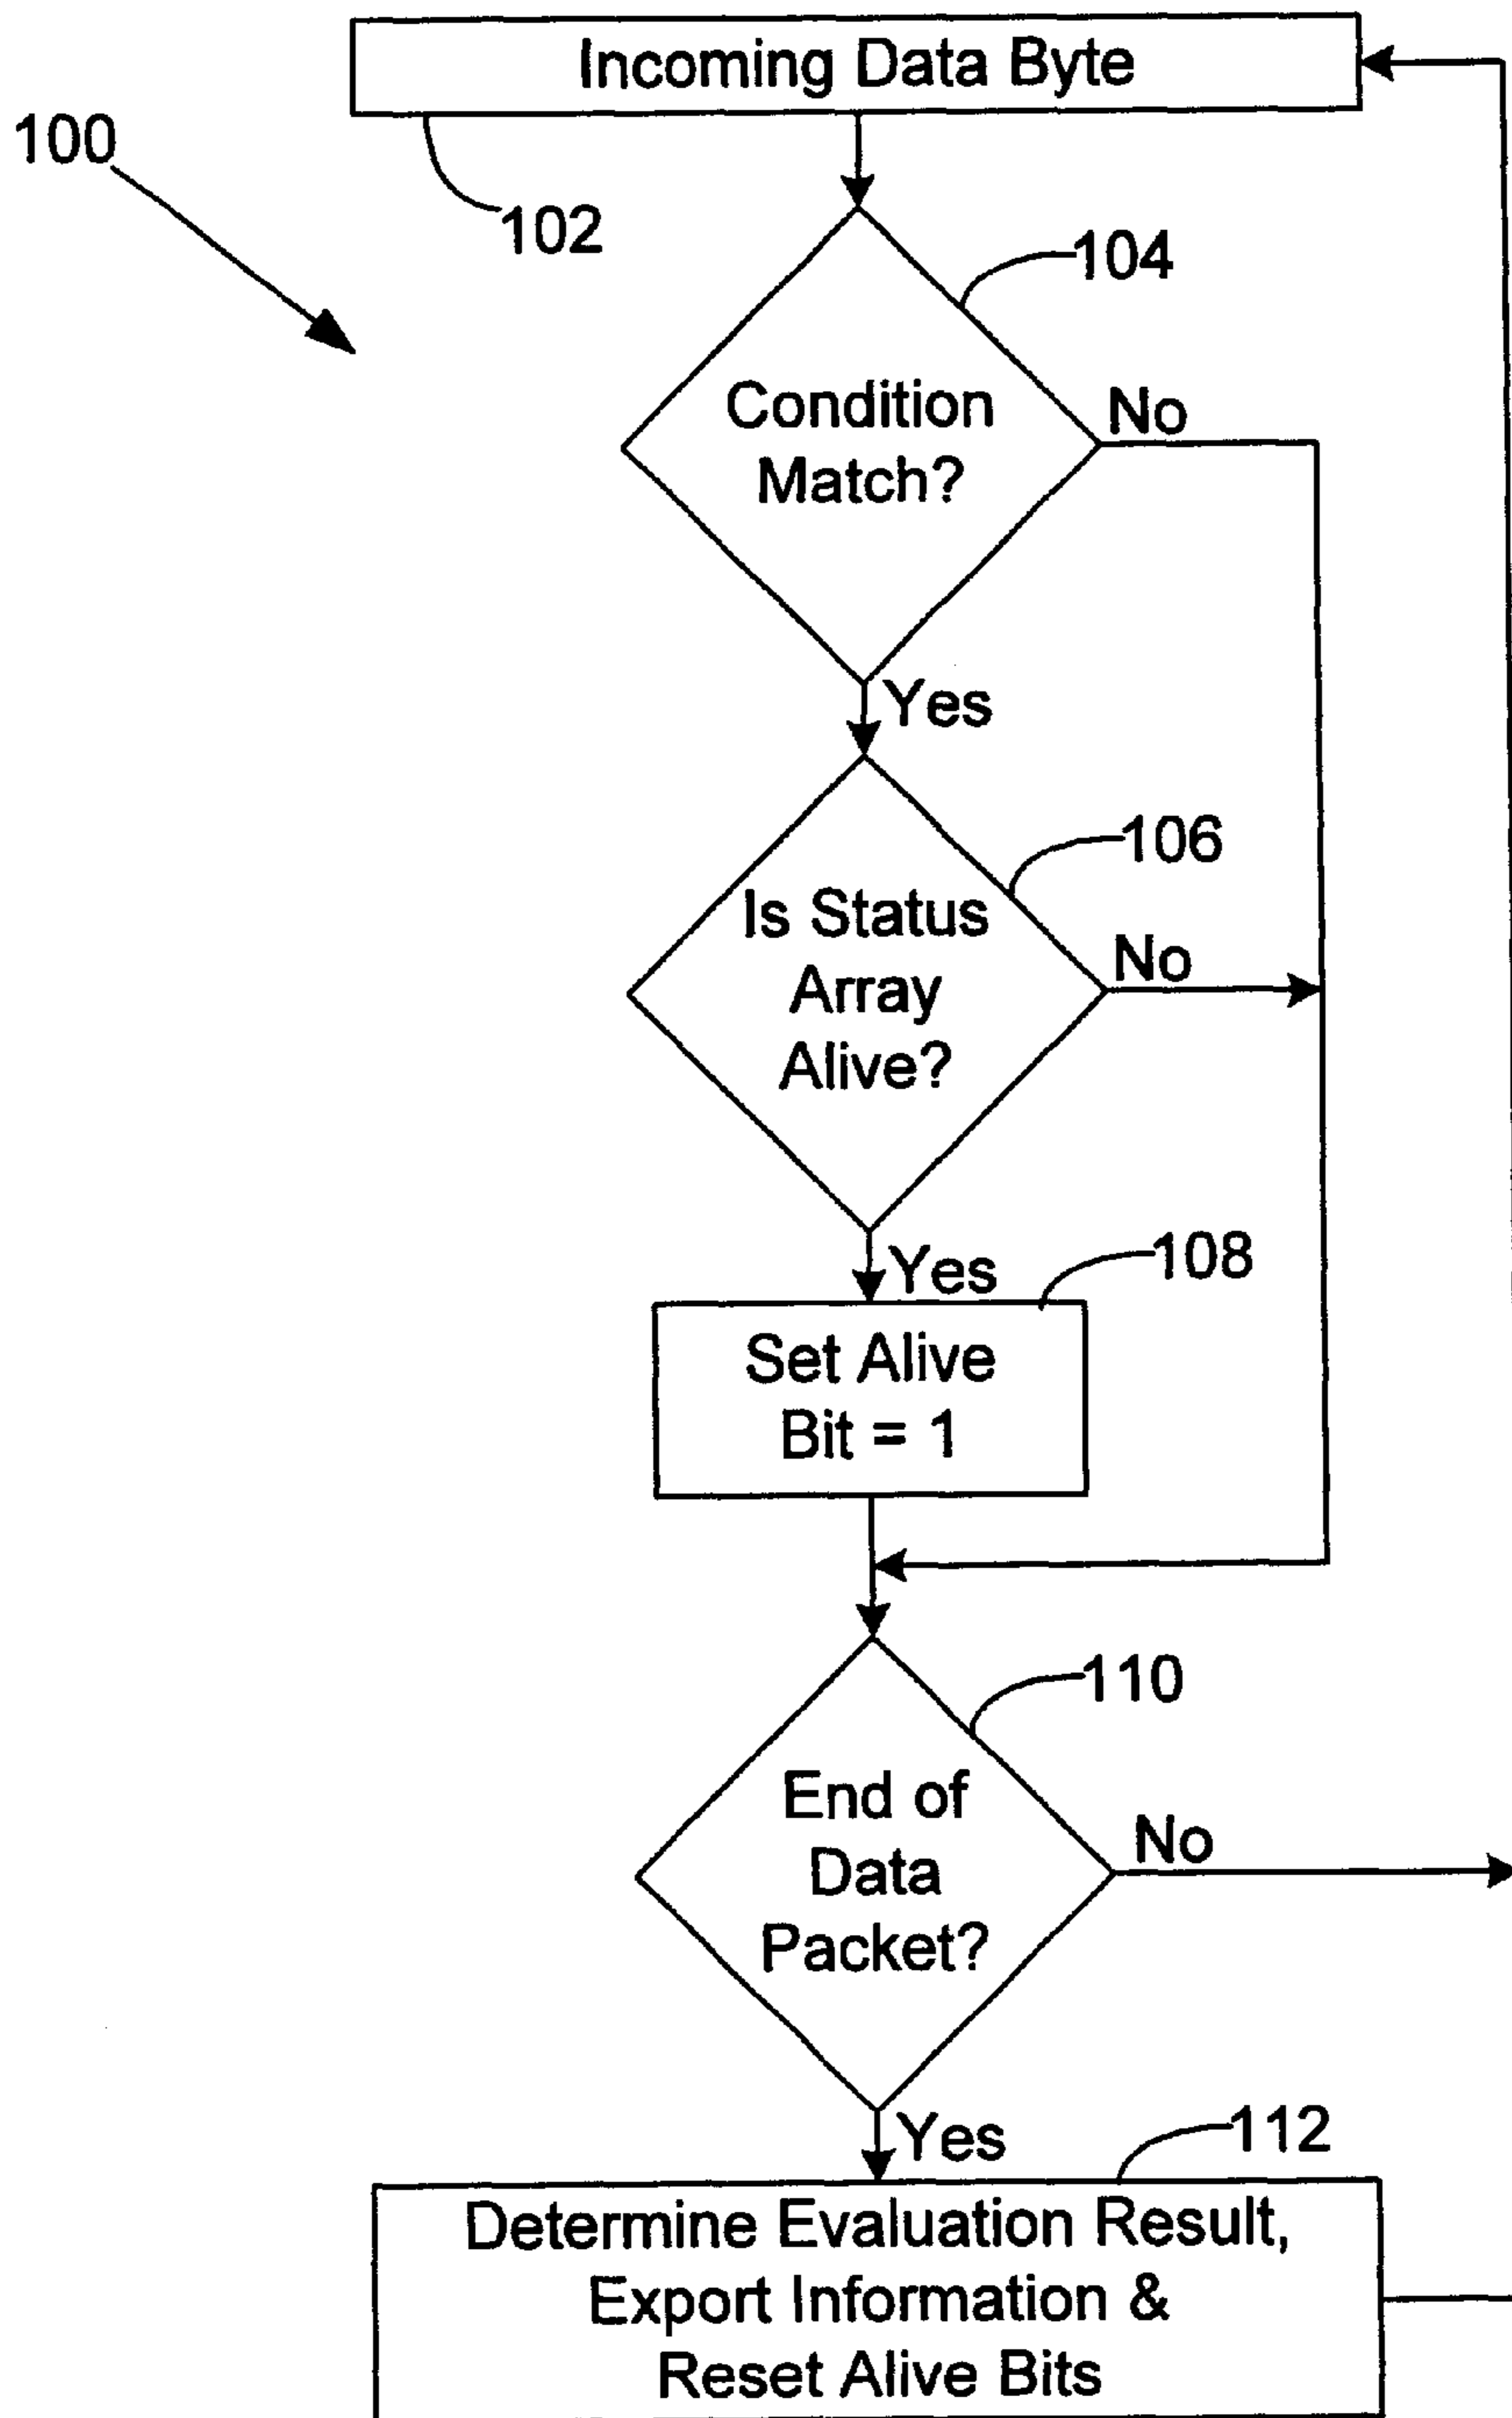 Incoming Data Byte
100
102
104
Condition
Match?
No
Yes
106
Is Status
Array
Alive?
No
Yes
108
Set Alive
Bit = 1
110
End of
Data
Packet?
No
Yes
112
Determine Evaluation Result,
Export Information &
Reset Alive Bits